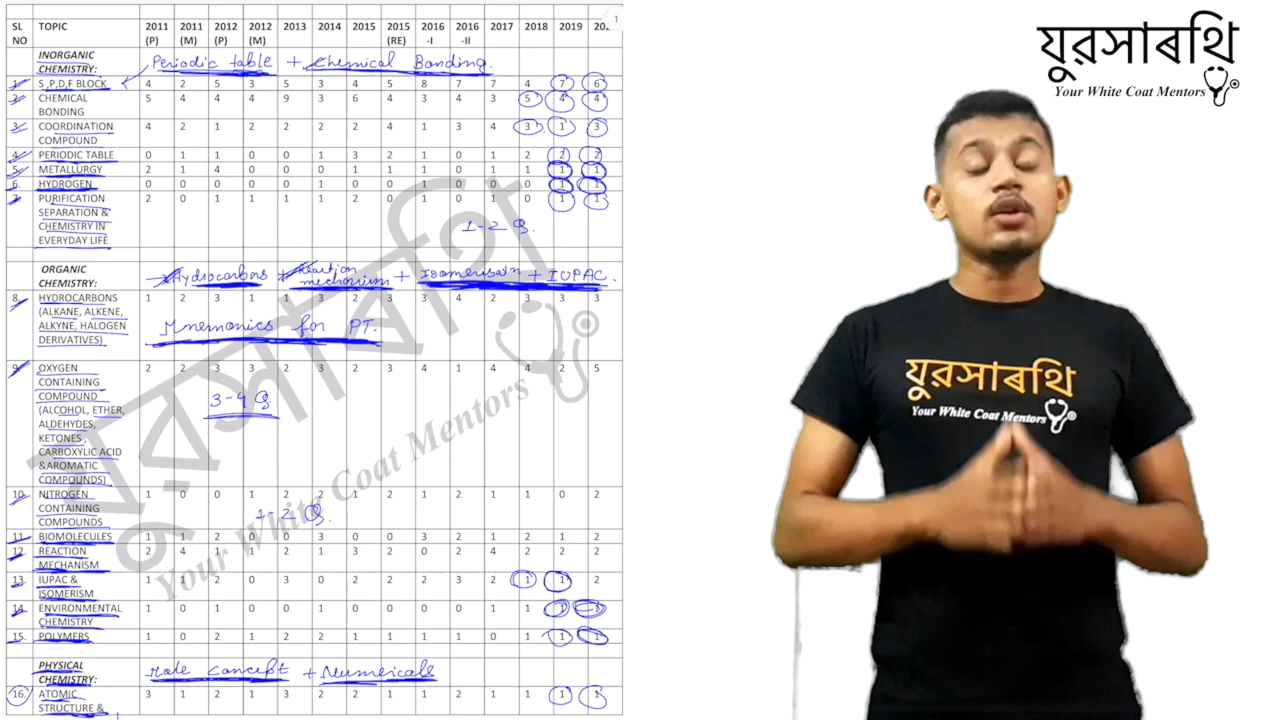 SL NO TOPIC 2011 (P) 2011 (M) 2012 (P) 2012 (M) 2013 2014 2015 2015 (RE) 2016 -I 2016 -II 2017 2018 2019
1
INORGANIC CHEMISTRY: Periodic table + Chemical Bonding.
1. S ,P,D,F BLOCK 4 2 5 3 5 3 4 5 8 7 7 4 7 6
2. CHEMICAL BONDING 5 4 4 4 9 3 6 4 3 4 3 5 4 4
3. COORDINATION COMPOUND 4 2 1 2 2 2 2 4 1 3 4 3 1 3
4. PERIODIC TABLE 0 1 1 0 0 1 3 2 1 0 1 2 2 2
5. METALLURGY 2 1 4 0 0 0 1 1 1 0 1 1 1 1
6. HYDROGEN 0 0 0 0 0 1 0 0 1 0 0 0 1 1
7. PURIFICATION 2 0 1 1 1 2 0 1 0 1 0 1 1
SEPARATION &
CHEMISTRY IN
EVERYDAY LIFE
1-2 Q.
ORGANIC CHEMISTRY: Hydrocarbons + Reaction mechanism + Isomerism + IUPAC.
8. HYDROCARBONS 1 2 3 1 1 3 2 3 3 4 2 3 3 3
(ALKANE, ALKENE,
ALKYNE, HALOGEN
DERIVATIVES)
Mnemonics for PT.
9. OXYGEN 2 2 3 3 2 3 2 3 4 1 4 4 2 5
CONTAINING
COMPOUND
(ALCOHOL, ETHER,
ALDEHYDES,
KETONES ,
CARBOXYLIC ACID
&AROMATIC
COMPOUNDS)
3-4 Q
10. NITROGEN 1 0 0 1 2 2 1 2 1 2 1 1 0 2
CONTAINING
COMPOUNDS
1-2 Q.
11. BIOMOLECULES 1 1 2 0 0 3 0 0 3 2 1 2 1 2
12. REACTION MECHANISM 2 4 1 1 2 1 3 2 0 2 4 2 2 2
13. IUPAC & ISOMERISM 1 1 2 0 3 0 2 2 2 3 2 1 1 2
14. ENVIRONMENTAL CHEMISTRY 1 0 1 0 0 1 0 0 0 0 1 1 1
15. POLYMERS 1 0 2 1 2 2 1 1 1 1 0 1 1 1
PHYSICAL CHEMISTRY: Mole concept + Numericals
16. ATOMIC 3 1 2 1 3 2 2 1 1 2 1 1 1 1
STRUCTURE &
যুৱসাৰথি
Your White Coat Mentors
যুৱসাৰথি
Your White Coat Mentors
যুৱসাৰথি
Your White Coat Mentors